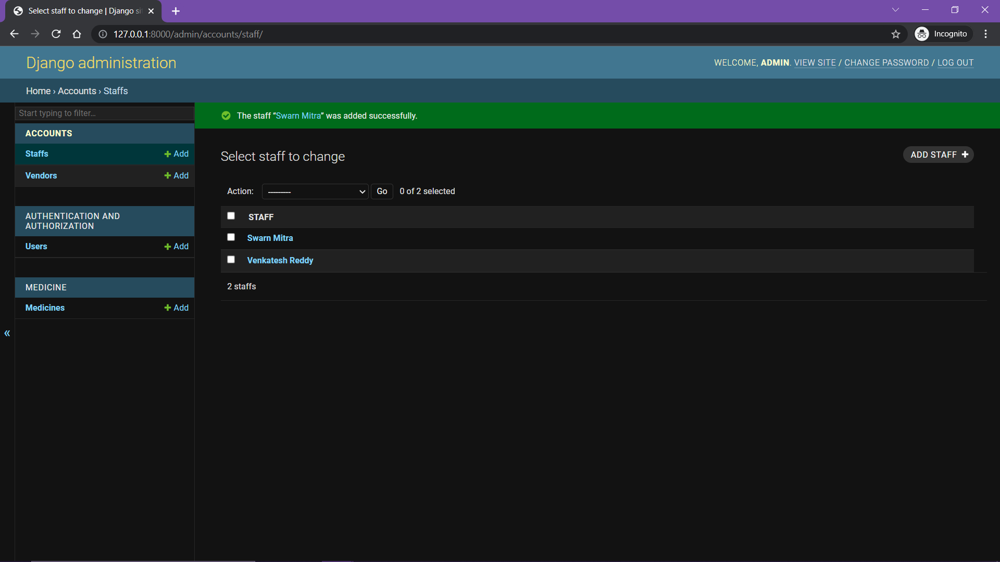 Select staff to change | Django si
127.0.0.1:8000/admin/accounts/staff/
Incognito
Django administration
WELCOME, ADMIN. VIEW SITE / CHANGE PASSWORD / LOG OUT
Home › Accounts › Staffs
Start typing to filter...
ACCOUNTS
Staffs + Add
Vendors + Add
AUTHENTICATION AND
AUTHORIZATION
Users + Add
MEDICINE
Medicines + Add
«
The staff “Swarn Mitra” was added successfully.
Select staff to change
ADD STAFF +
Action: --------- Go 0 of 2 selected
STAFF
Swarn Mitra
Venkatesh Reddy
2 staffs